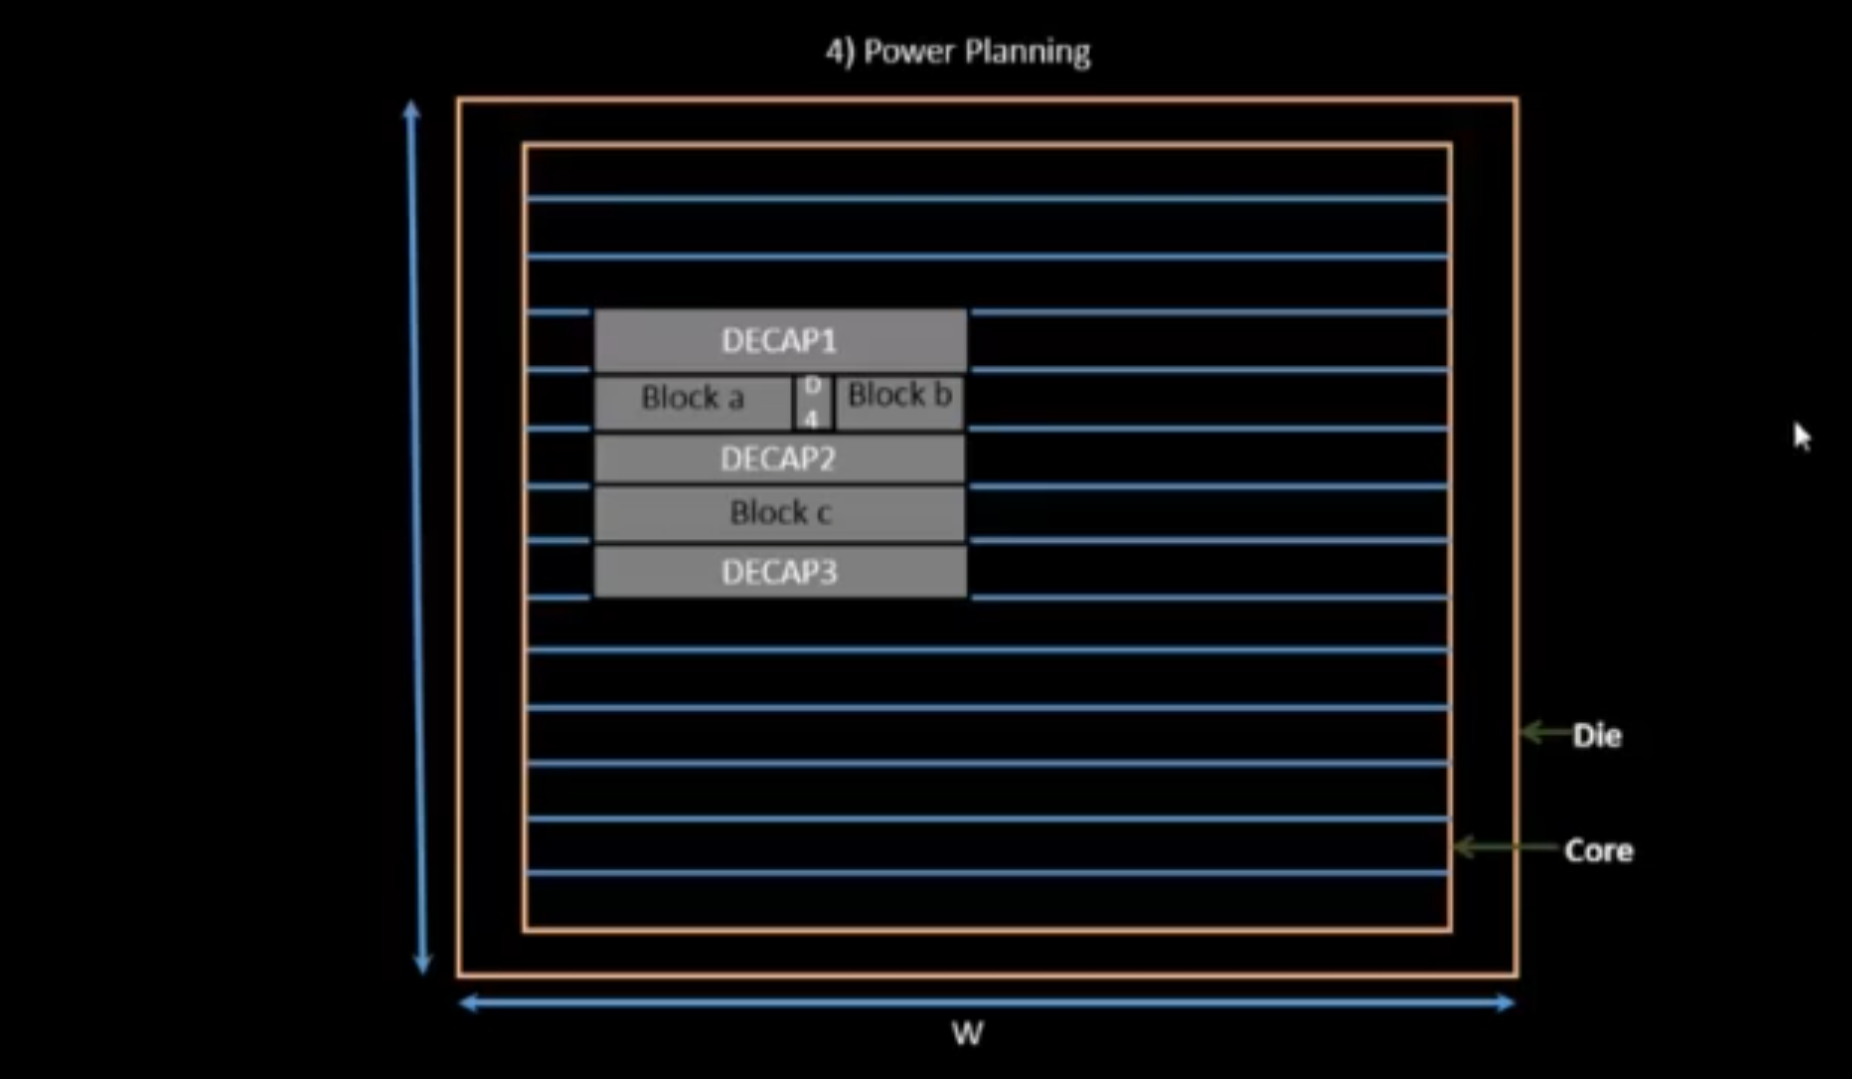 4) Power Planning
DECAP1
Block a
D
4
Block b
DECAP2
Block c
DECAP3
Die
Core
W